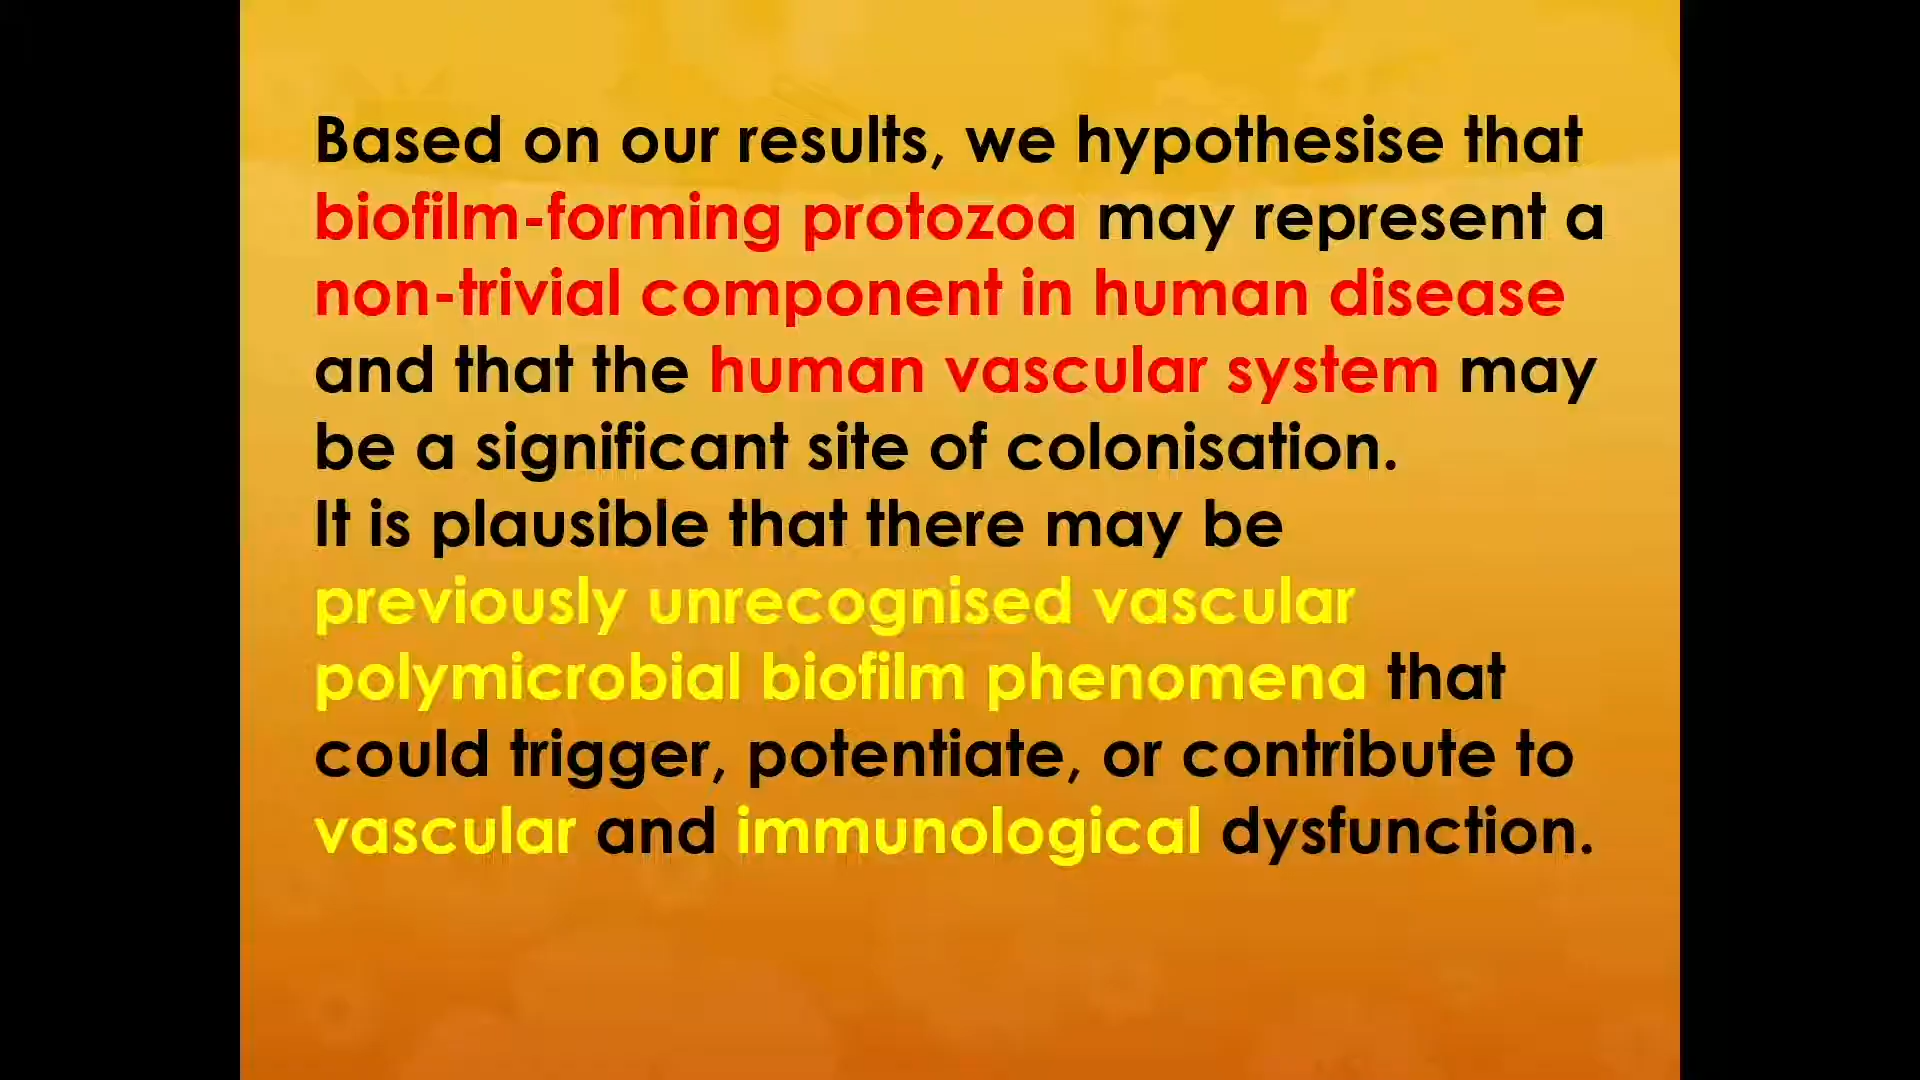 Based on our results, we hypothesise that
biofilm-forming protozoa may represent a
non-trivial component in human disease
and that the human vascular system may
be a significant site of colonisation.
It is plausible that there may be
previously unrecognised vascular
polymicrobial biofilm phenomena that
could trigger, potentiate, or contribute to
vascular and immunological dysfunction.